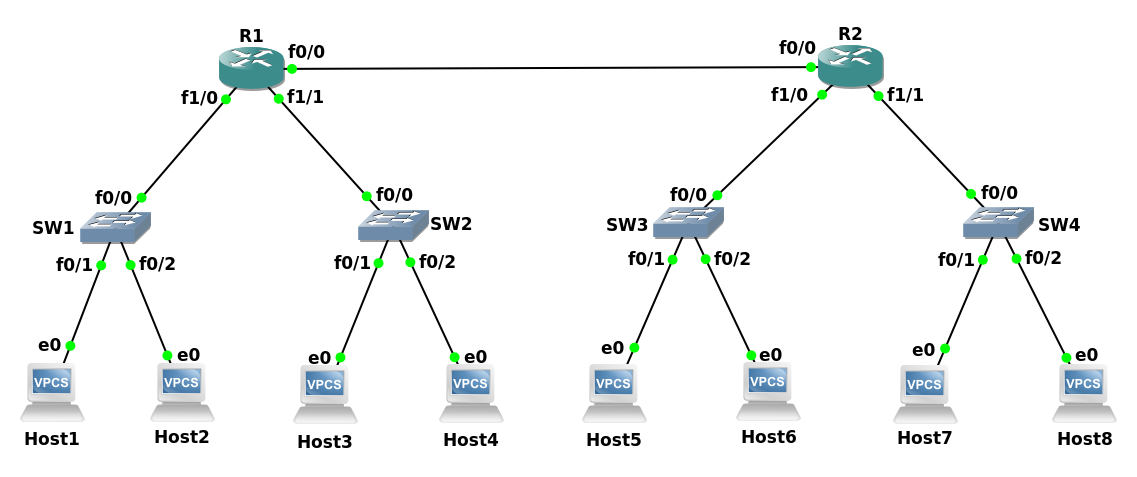 R1
R2
f0/0
f0/0
f1/0
f1/1
f1/0
f1/1
f0/0
f0/0
f0/0
f0/0
SW1
SW2
SW3
SW4
f0/1
f0/2
f0/1
f0/2
f0/1
f0/2
f0/1
f0/2
e0
e0
e0
e0
e0
e0
e0
e0
VPCS
VPCS
VPCS
VPCS
VPCS
VPCS
VPCS
VPCS
Host1
Host2
Host3
Host4
Host5
Host6
Host7
Host8